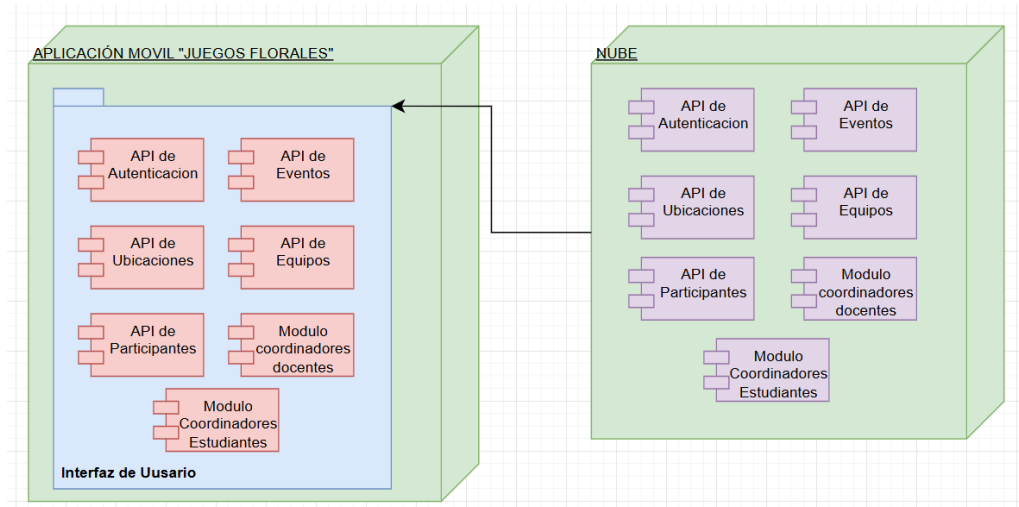 APLICACIÓN MOVIL "JUEGOS FLORALES"
API de
Autenticacion
API de
Eventos
API de
Ubicaciones
API de
Equipos
API de
Participantes
Modulo
coordinadores
docentes
Modulo
Coordinadores
Estudiantes
Interfaz de Uusario
NUBE
API de
Autenticacion
API de
Eventos
API de
Ubicaciones
API de
Equipos
API de
Participantes
Modulo
coordinadores
docentes
Modulo
Coordinadores
Estudiantes